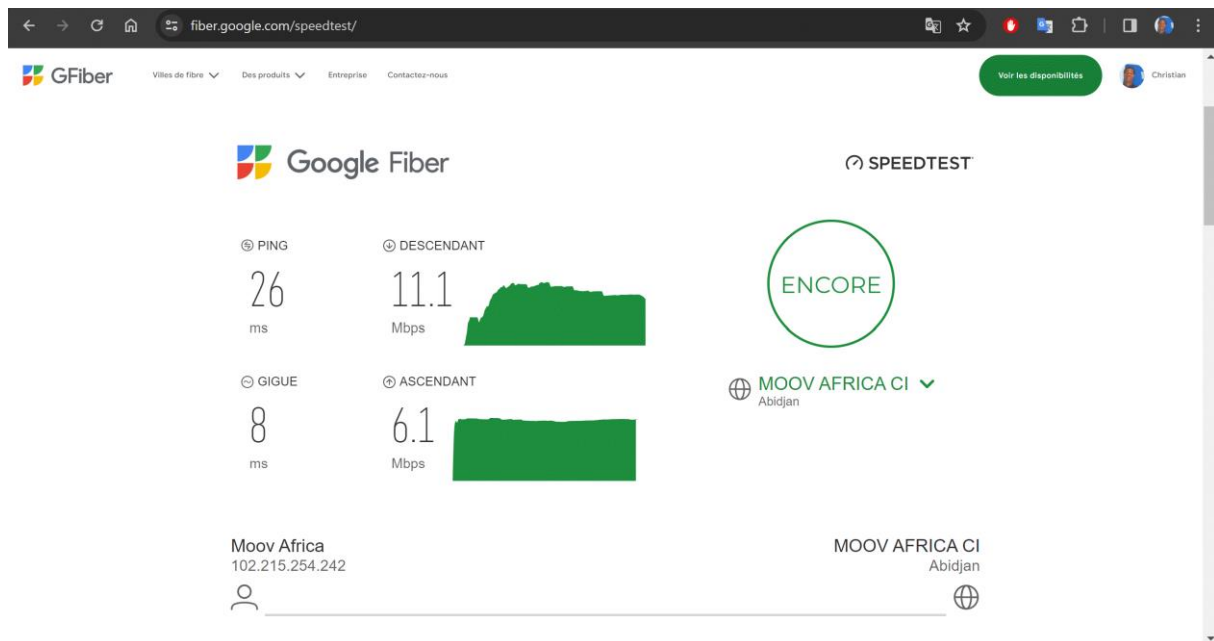 fiber.google.com/speedtest/
GFiber Villes de fibre Des produits Entreprise Contactez-nous Voir les disponibilités Christian
Google Fiber SPEEDTEST
PING DESCENDANT
26 11.1
ms Mbps
ENCORE
GIGUE ASCENDANT
8 6.1
ms Mbps
MOOV AFRICA CI
Abidjan
Moov Africa MOOV AFRICA CI
102.215.254.242 Abidjan